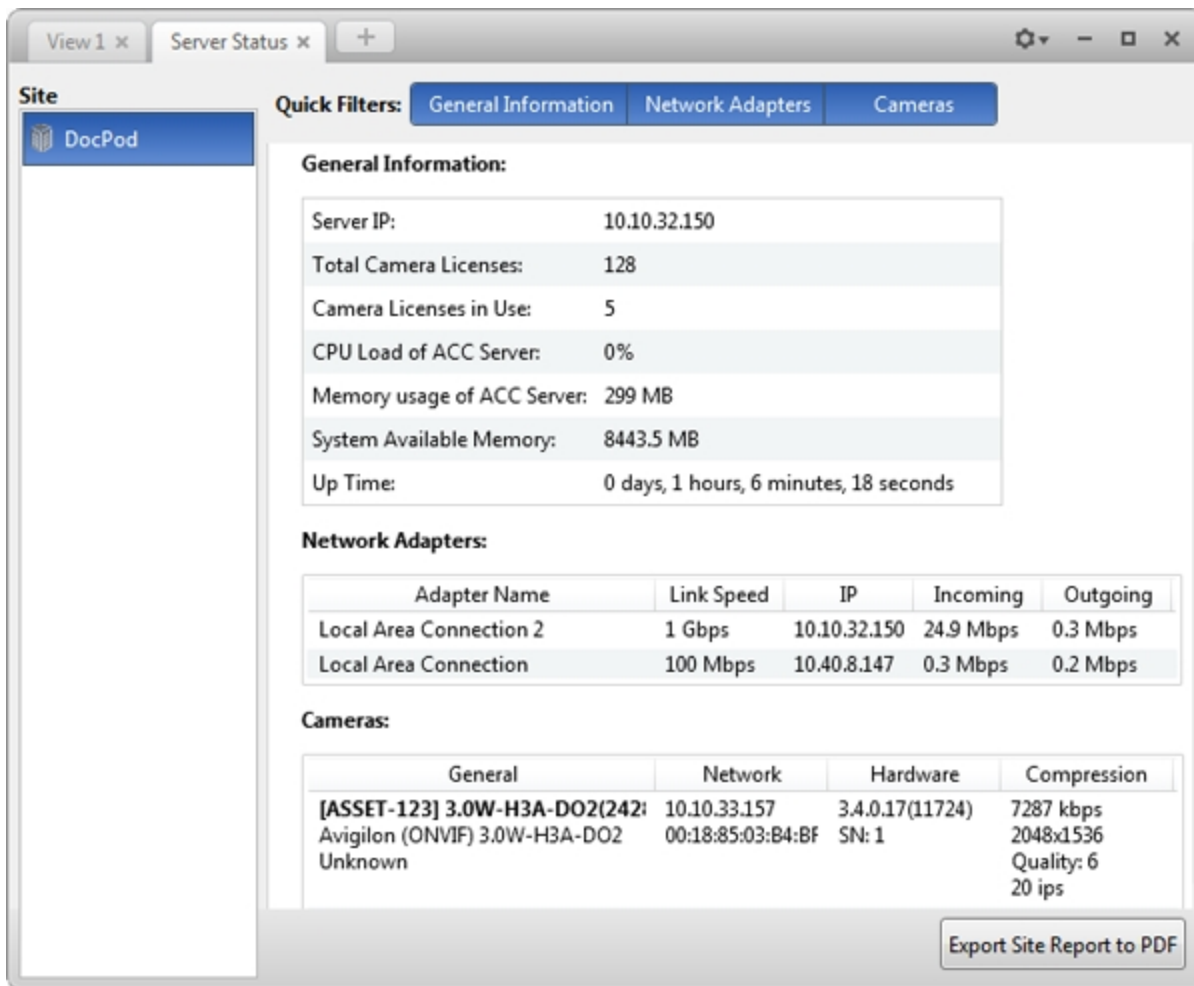 View 1 ×
Server Status ×
+
Site
DocPod
Quick Filters: General Information Network Adapters Cameras
General Information:
Server IP: 10.10.32.150
Total Camera Licenses: 128
Camera Licenses in Use: 5
CPU Load of ACC Server: 0%
Memory usage of ACC Server: 299 MB
System Available Memory: 8443.5 MB
Up Time: 0 days, 1 hours, 6 minutes, 18 seconds
Network Adapters:
Adapter Name Link Speed IP Incoming Outgoing
Local Area Connection 2 1 Gbps 10.10.32.150 24.9 Mbps 0.3 Mbps
Local Area Connection 100 Mbps 10.40.8.147 0.3 Mbps 0.2 Mbps
Cameras:
General Network Hardware Compression
[ASSET-123] 3.0W-H3A-DO2(242 10.10.33.157 3.4.0.17(11724) 7287 kbps
Avigilon (ONVIF) 3.0W-H3A-DO2 00:18:85:03:B4:BF SN: 1 2048x1536
Unknown Quality: 6
20 ips
Export Site Report to PDF